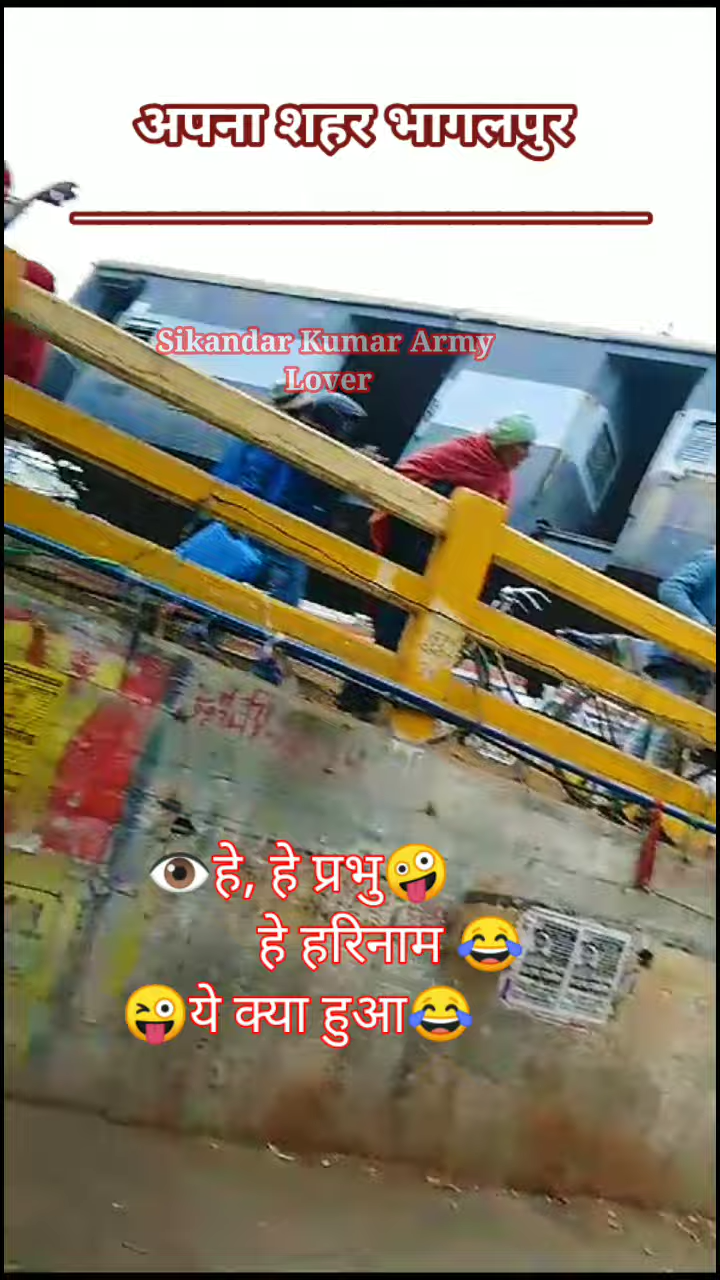 अपना शहर भागलपुर
Sikandar Kumar Army
Lover
👁️हे, हे प्रभु🤪
हे हरिनाम 😂
😜ये क्या हुआ😂